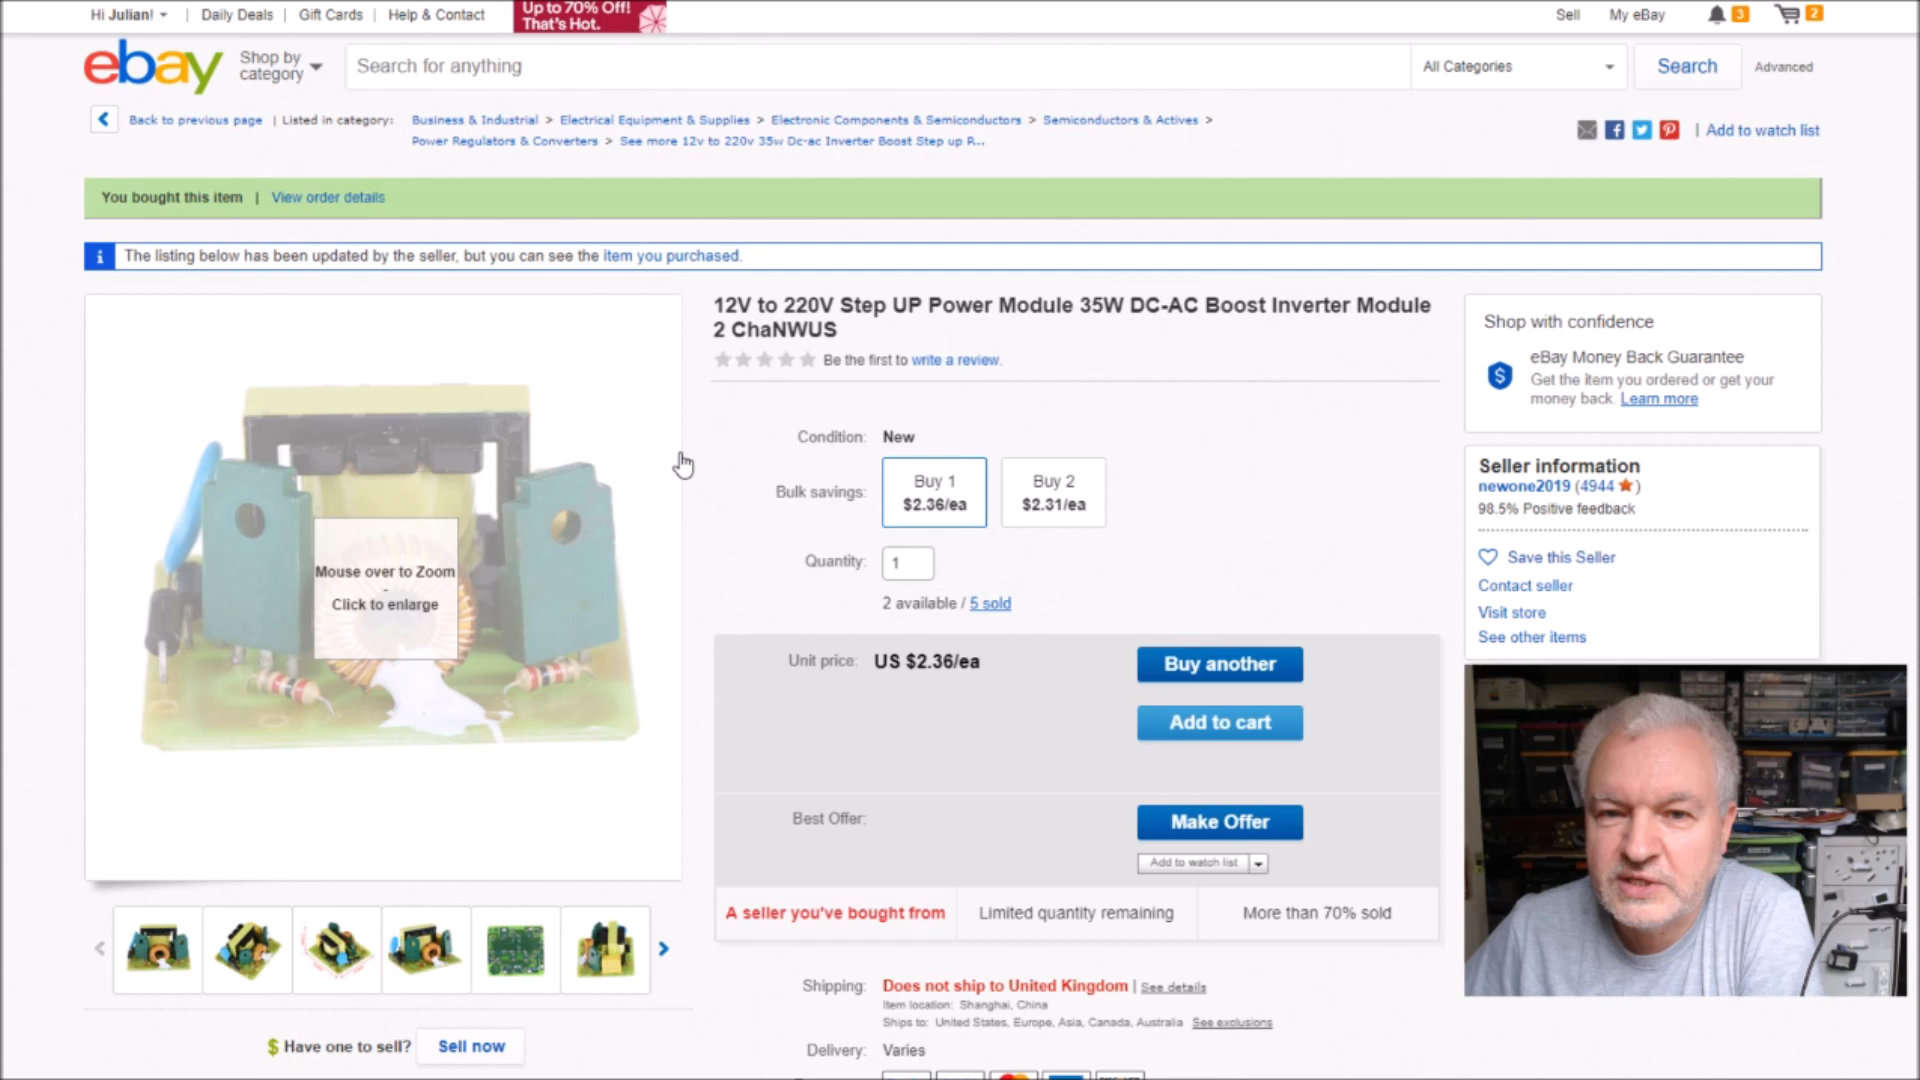 Hi Julian!
Daily Deals
Gift Cards
Help & Contact
Up to 70% Off!
That's Hot.
Sell
My eBay
3
2
ebay
Shop by
category
Search for anything
All Categories
Search
Advanced
Back to previous page
| Listed in category:
Business & Industrial > Electrical Equipment & Supplies > Electronic Components & Semiconductors > Semiconductors & Actives >
Power Regulators & Converters > See more 12v to 220v 35w Dc-ac Inverter Boost Step up P...
| Add to watch list
You bought this item | View order details
i The listing below has been updated by the seller, but you can see the item you purchased.
12V to 220V Step UP Power Module 35W DC-AC Boost Inverter Module
2 ChaNWUS
Be the first to write a review.
Mouse over to Zoom
-
Click to enlarge
Condition: New
Bulk savings:
Buy 1
$2.36/ea
Buy 2
$2.31/ea
Quantity: 1
2 available / 5 sold
Unit price: US $2.36/ea
Buy another
Add to cart
Best Offer:
Make Offer
Add to watch list
A seller you've bought from
Limited quantity remaining
More than 70% sold
Shipping: Does not ship to United Kingdom | See details
Item location: Shanghai, China
Ships to: United States, Europe, Asia, Canada, Australia See exclusions
Delivery: Varies
Shop with confidence
eBay Money Back Guarantee
Get the item you ordered or get your
money back. Learn more
Seller information
newone2019 (4944 )
98.5% Positive feedback
Save this Seller
Contact seller
Visit store
See other items
$ Have one to sell? Sell now